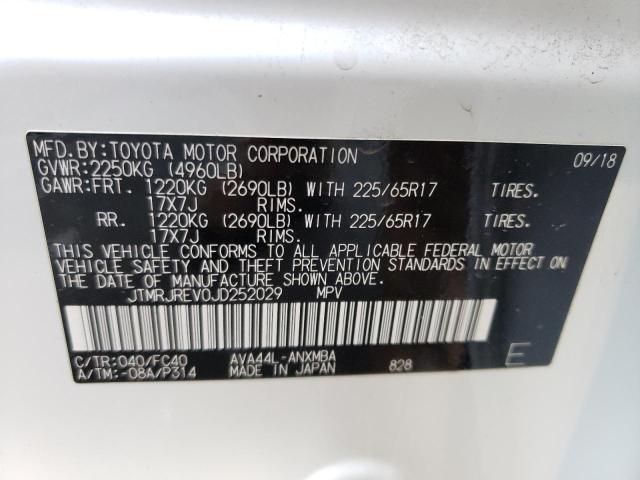 MFD.BY:TOYOTA MOTOR CORPORATION 09/18
GVWR:2250KG (4960LB)
GAWR:FRT. 1220KG (2690LB) WITH 225/65R17 TIRES.
17X7J RIMS.
RR. 1220KG (2690LB) WITH 225/65R17 TIRES.
17X7J RIMS.
THIS VEHICLE CONFORMS TO ALL APPLICABLE FEDERAL MOTOR
VEHICLE SAFETY AND THEFT PREVENTION STANDARDS IN EFFECT ON
THE DATE OF MANUFACTURE SHOWN ABOVE.
JTMRJREV0JD252029 MPV
C/TR:040/FC40 AVA44L-ANXMBA
A/TM:-08A/P314 MADE IN JAPAN 828 E